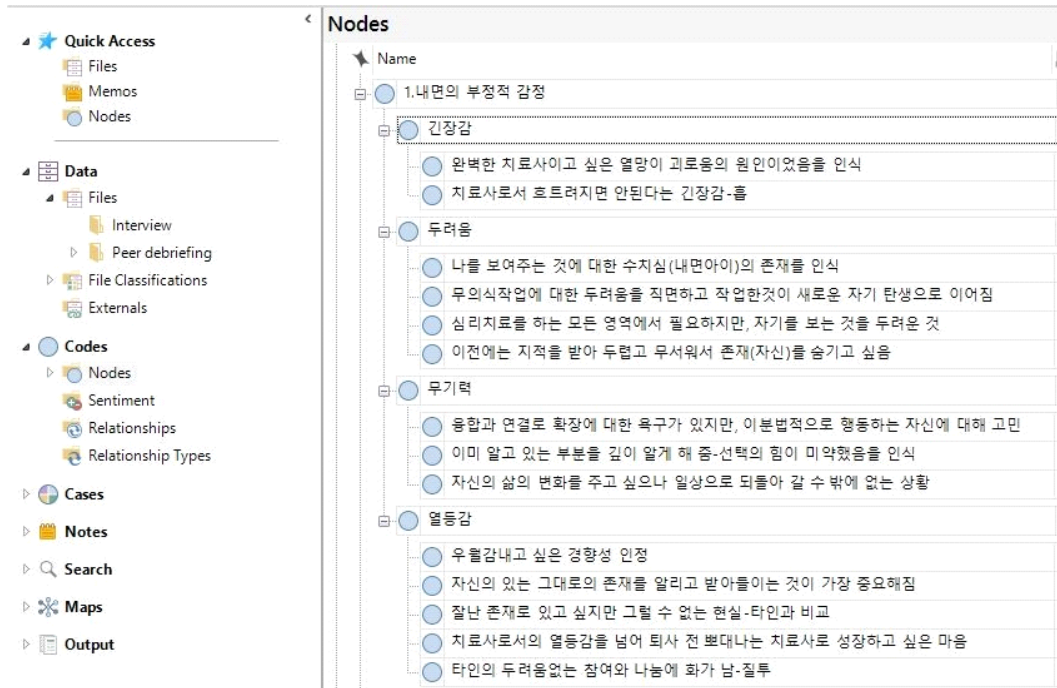 Quick Access
Files
Memos
Nodes
Data
Files
Interview
Peer debriefing
File Classifications
Externals
Codes
Nodes
Sentiment
Relationships
Relationship Types
Cases
Notes
Search
Maps
Output
Nodes
Name
1.내면의 부정적 감정
긴장감
완벽한 치료사이고 싶은 열망이 괴로움의 원인이었음을 인식
치료사로서 흐트려지면 안된다는 긴장감-흡
두려움
나를 보여주는 것에 대한 수치심(내면아이)의 존재를 인식
무의식작업에 대한 두려움을 직면하고 작업한것이 새로운 자기 탄생으로 이어짐
심리치료를 하는 모든 영역에서 필요하지만, 자기를 보는 것을 두려운 것
이전에는 지적을 받아 두렵고 무서워서 존재(자신)를 숨기고 싶음
무기력
융합과 연결로 확장에 대한 욕구가 있지만, 이분법적으로 행동하는 자신에 대해 고민
이미 알고 있는 부분을 깊이 알게 해 줌-선택의 힘이 미약했음을 인식
자신의 삶의 변화를 주고 싶으나 일상으로 되돌아 갈 수 밖에 없는 상황
열등감
우월감내고 싶은 경향성 인정
자신의 있는 그대로의 존재를 알리고 받아들이는 것이 가장 중요해짐
잘난 존재로 있고 싶지만 그럴 수 없는 현실-타인과 비교
치료사로서의 열등감을 넘어 퇴사 전 뽀대나는 치료사로 성장하고 싶은 마음
타인의 두려움없는 참여와 나눔에 화가 남-질투